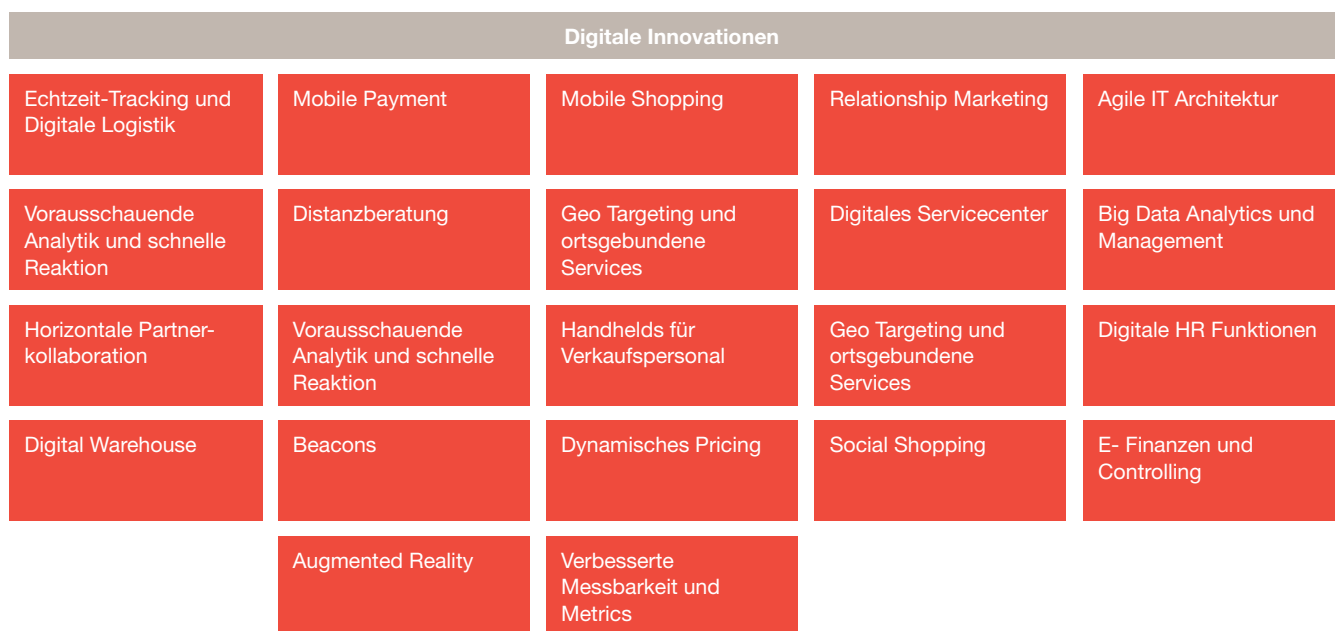 Digitale Innovationen
Echtzeit-Tracking und
Digitale Logistik
Mobile Payment
Mobile Shopping
Relationship Marketing
Agile IT Architektur
Vorausschauende
Analytik und schnelle
Reaktion
Distanzberatung
Geo Targeting und
ortsgebundene
Services
Digitales Servicecenter
Big Data Analytics und
Management
Horizontale Partner-
kollaboration
Vorausschauende
Analytik und schnelle
Reaktion
Handhelds für
Verkaufspersonal
Geo Targeting und
ortsgebundene
Services
Digitale HR Funktionen
Digital Warehouse
Beacons
Dynamisches Pricing
Social Shopping
E- Finanzen und
Controlling
Augmented Reality
Verbesserte
Messbarkeit und
Metrics